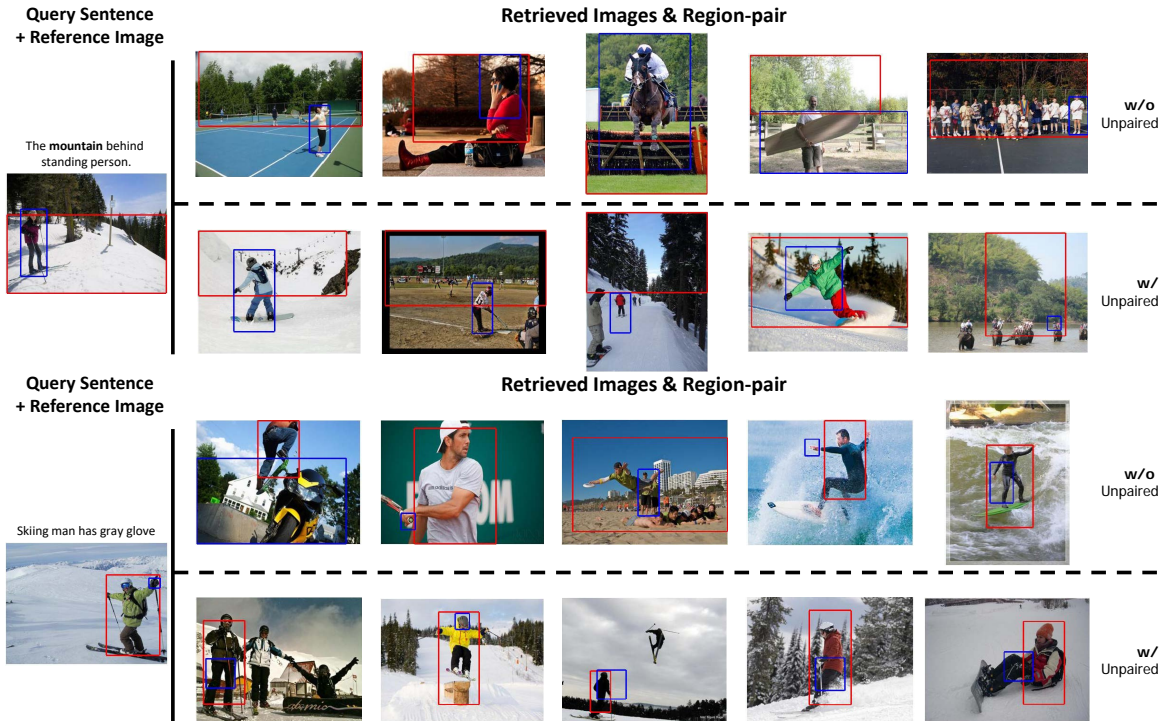 Query Sentence
+ Reference Image
Retrieved Images & Region-pair
The mountain behind
standing person.
w/o
Unpaired
w/
Unpaired
Query Sentence
+ Reference Image
Retrieved Images & Region-pair
Skiing man has gray glove
w/o
Unpaired
w/
Unpaired